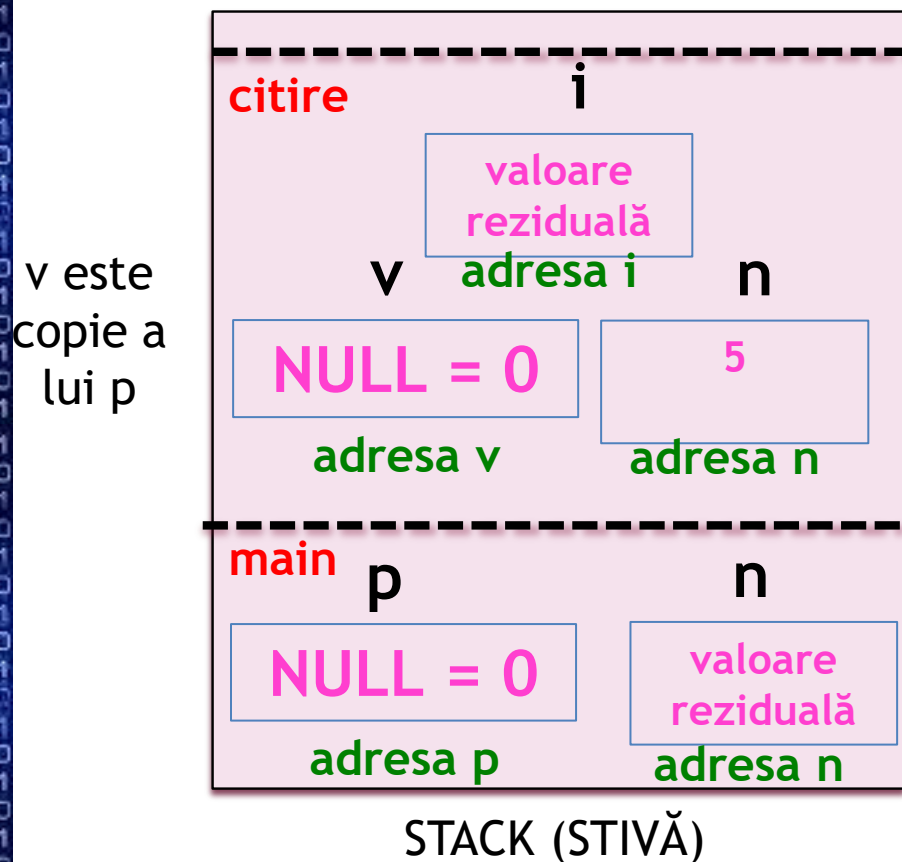 citire
i
valoare
reziduală
adresa i
v
n
v este
copie a
lui p
NULL = 0
5
adresa v
adresa n
main
p
n
NULL = 0
valoare
reziduală
adresa p
adresa n
STACK (STIVĂ)